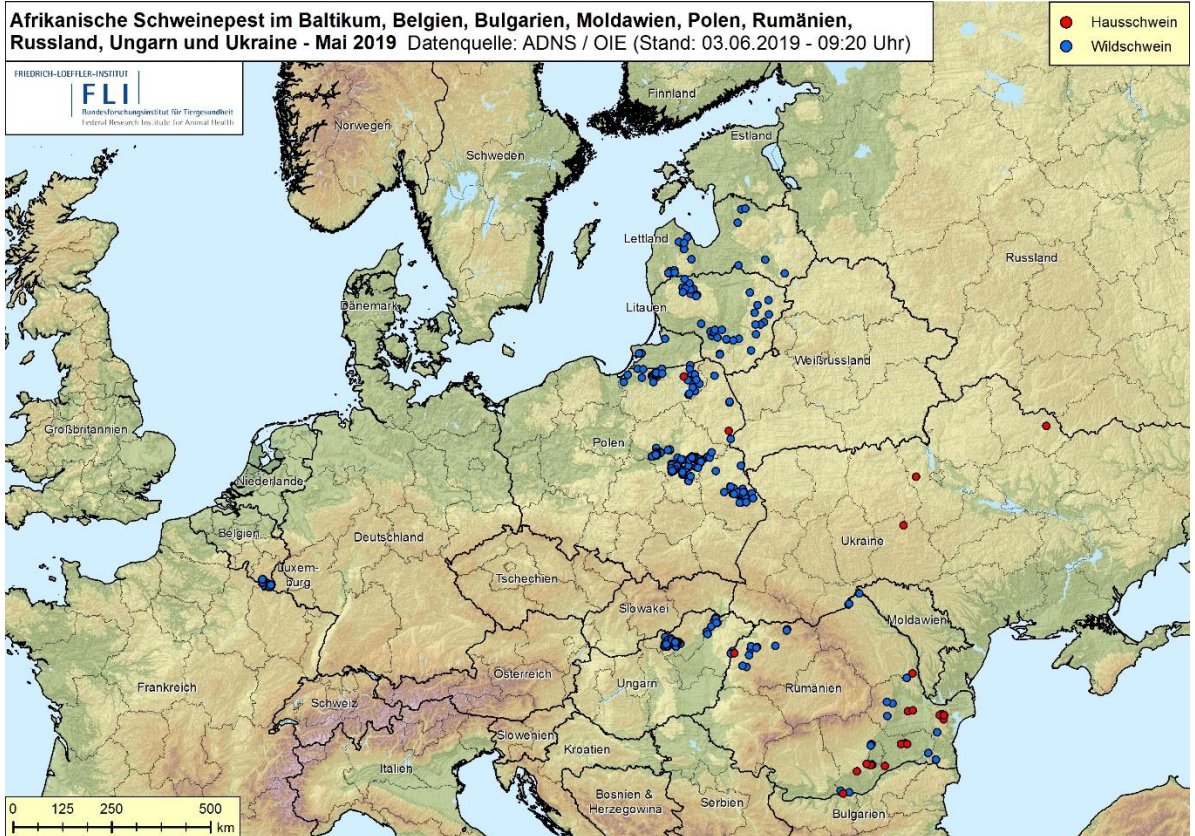 Afrikanische Schweinepest im Baltikum, Belgien, Bulgarien, Moldawien, Polen, Rumänien,
Russland, Ungarn und Ukraine - Mai 2019 Datenquelle: ADNS / OIE (Stand: 03.06.2019 - 09:20 Uhr)
Hausschwein
Wildschwein
FRIEDRICH-LOEFFLER-INSTITUT
FLI
Bundesforschungsinstitut für Tiergesundheit
Federal Research Institute for Animal Health
Finnland
Norwegen
Schweden
Estland
Lettland
Russland
Dänemark
Litauen
Weißrussland
Großbritannien
Polen
Niederlande
Belgien
Deutschland
Ukraine
Luxem-
burg
Tschechien
Slowakei
Moldawien
Österreich
Ungarn
Rumänien
Frankreich
Schweiz
Slowenien
Kroatien
Italien
Bosnien &
Herzegowina
Serbien
Bulgarien
0 125 250 500
km